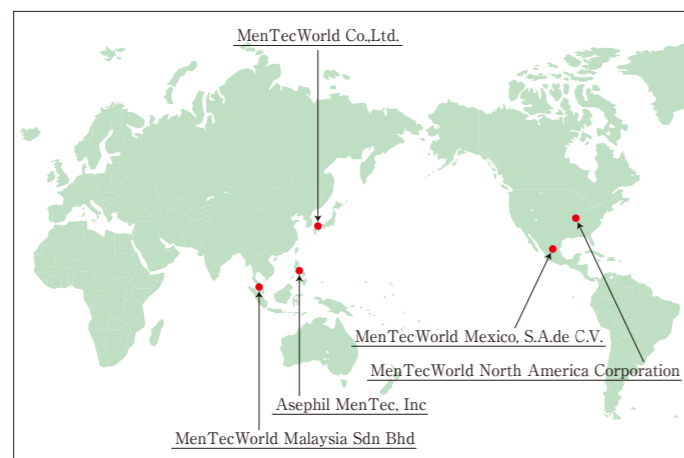 MenTecWorld Co.,Ltd.
MenTecWorld Mexico, S.A.de C.V.
MenTecWorld North America Corporation
Asephil MenTec, Inc
MenTecWorld Malaysia Sdn Bhd